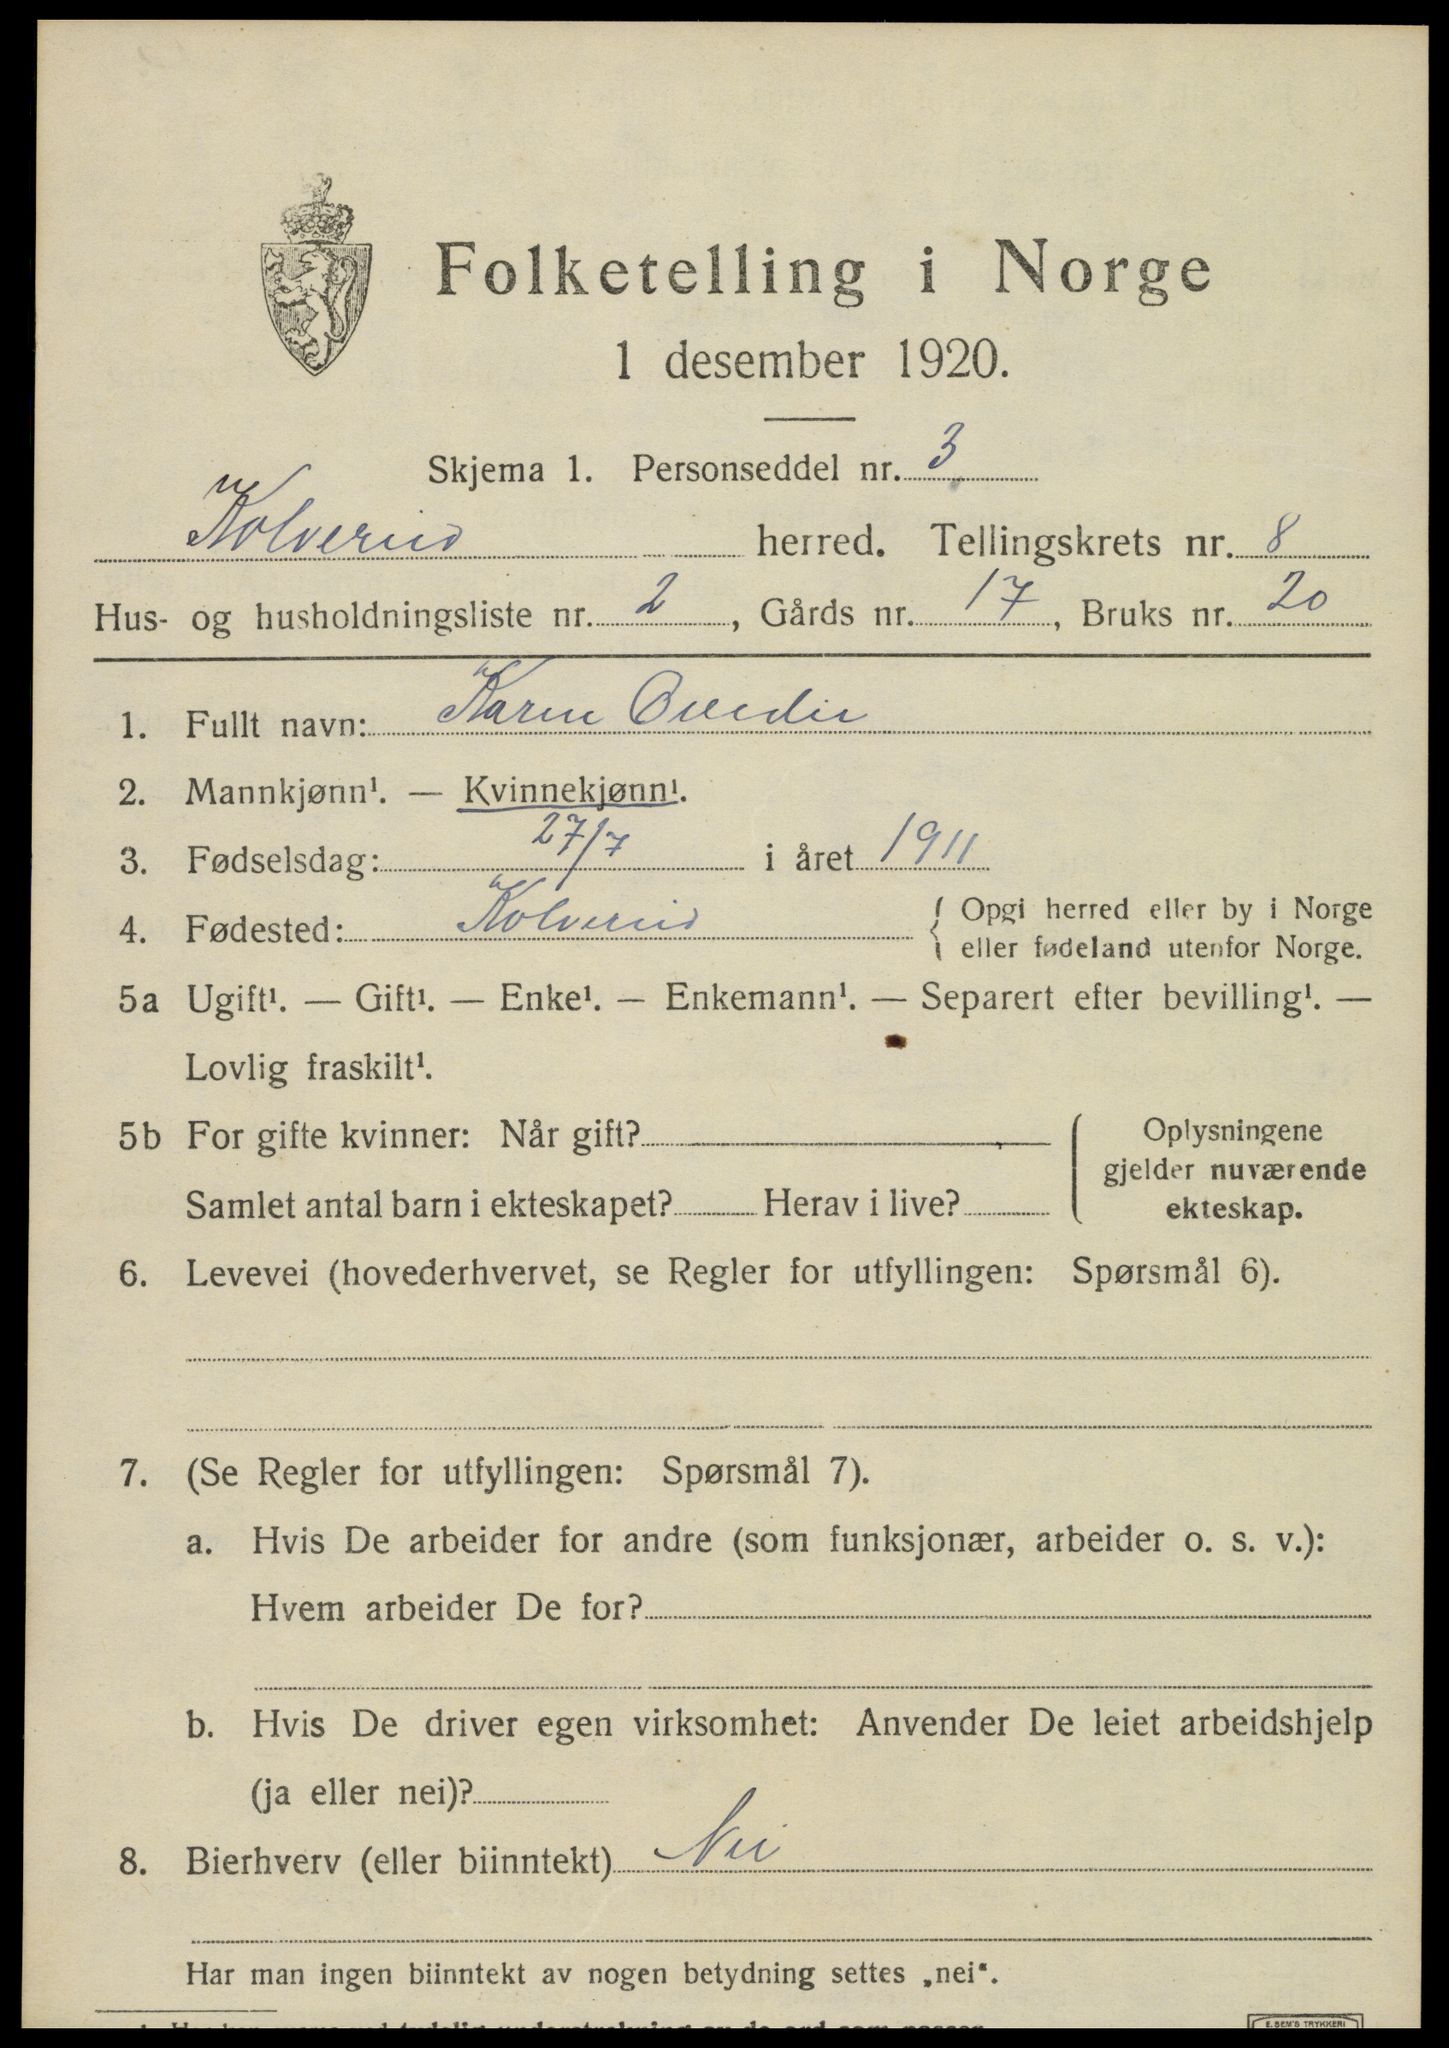 Folketelling i Norge
1 desember 1920.
Skjema 1. Personseddel nr. 3
Kolvereid herred. Tellingskrets nr. 8
Hus- og husholdningsliste nr. 2, Gårds nr. 17, Bruks nr. 20
1. Fullt navn: Karen
2. Mannkjønn¹. — Kvinnekjønn¹.
3. Fødselsdag: 27/7 i året 1911
4. Fødested: Kolvereid { Opgi herred eller by i Norge
eller fødeland utenfor Norge.
5a Ugift¹. — Gift¹. — Enke¹. — Enkemann¹. — Separert efter bevilling¹. —
Lovlig fraskilt¹.
5b For gifte kvinner: Når gift?
Samlet antal barn i ekteskapet? Herav i live?
Oplysningene
gjelder nuværende
ekteskap.
6. Levevei (hovederhvervet, se Regler for utfyllingen: Spørsmål 6).
7. (Se Regler for utfyllingen: Spørsmål 7).
a. Hvis De arbeider for andre (som funksjonær, arbeider o. s. v.):
Hvem arbeider De for?
b. Hvis De driver egen virksomhet: Anvender De leiet arbeidshjelp
(ja eller nei)?
8. Bierhverv (eller biinntekt) Nei
Har man ingen biinntekt av nogen betydning settes „nei“.
E. SEM'S TRYKKERI